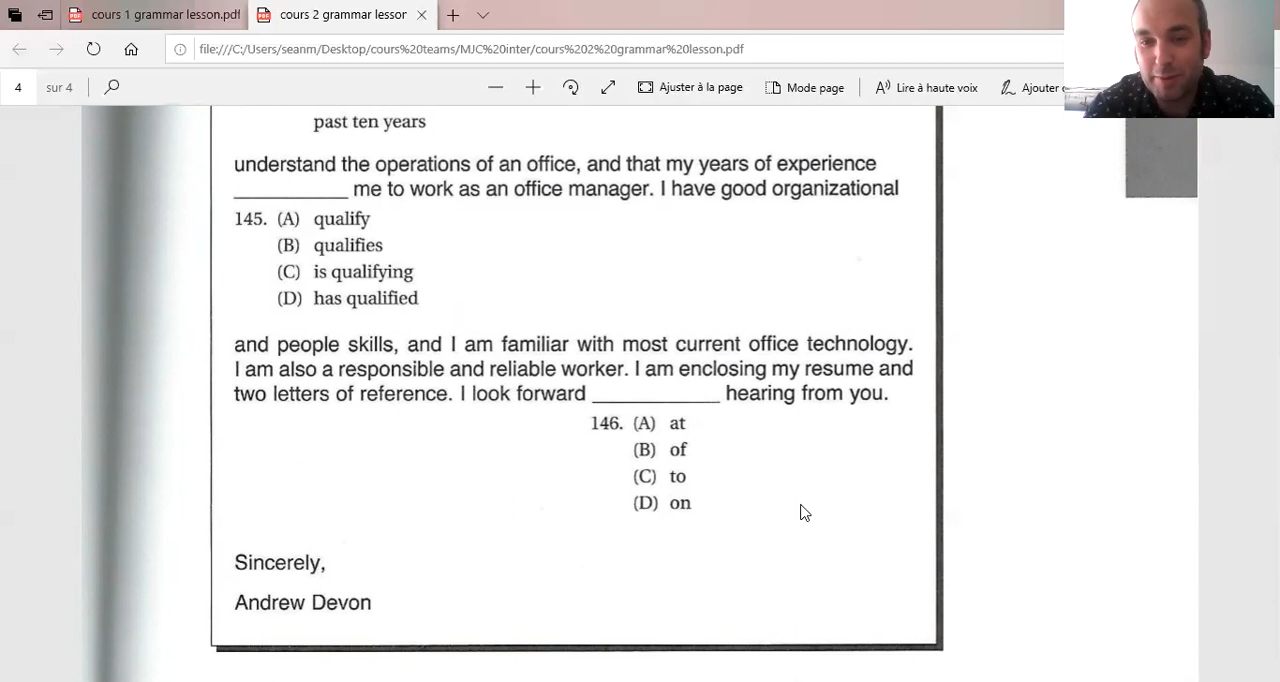 cours 1 grammar lesson.pdf
cours 2 grammar lesson
file:///C:/Users/seanm/Desktop/cours%20teams/MJC%20inter/cours%202%20grammar%20lesson.pdf
4 sur 4 Ajuster à la page Mode page Lire à haute voix Ajouter
past ten years
understand the operations of an office, and that my years of experience
__________ me to work as an office manager. I have good organizational
145. (A) qualify
(B) qualifies
(C) is qualifying
(D) has qualified
and people skills, and I am familiar with most current office technology.
I am also a responsible and reliable worker. I am enclosing my resume and
two letters of reference. I look forward ___________ hearing from you.
146. (A) at
(B) of
(C) to
(D) on
Sincerely,
Andrew Devon